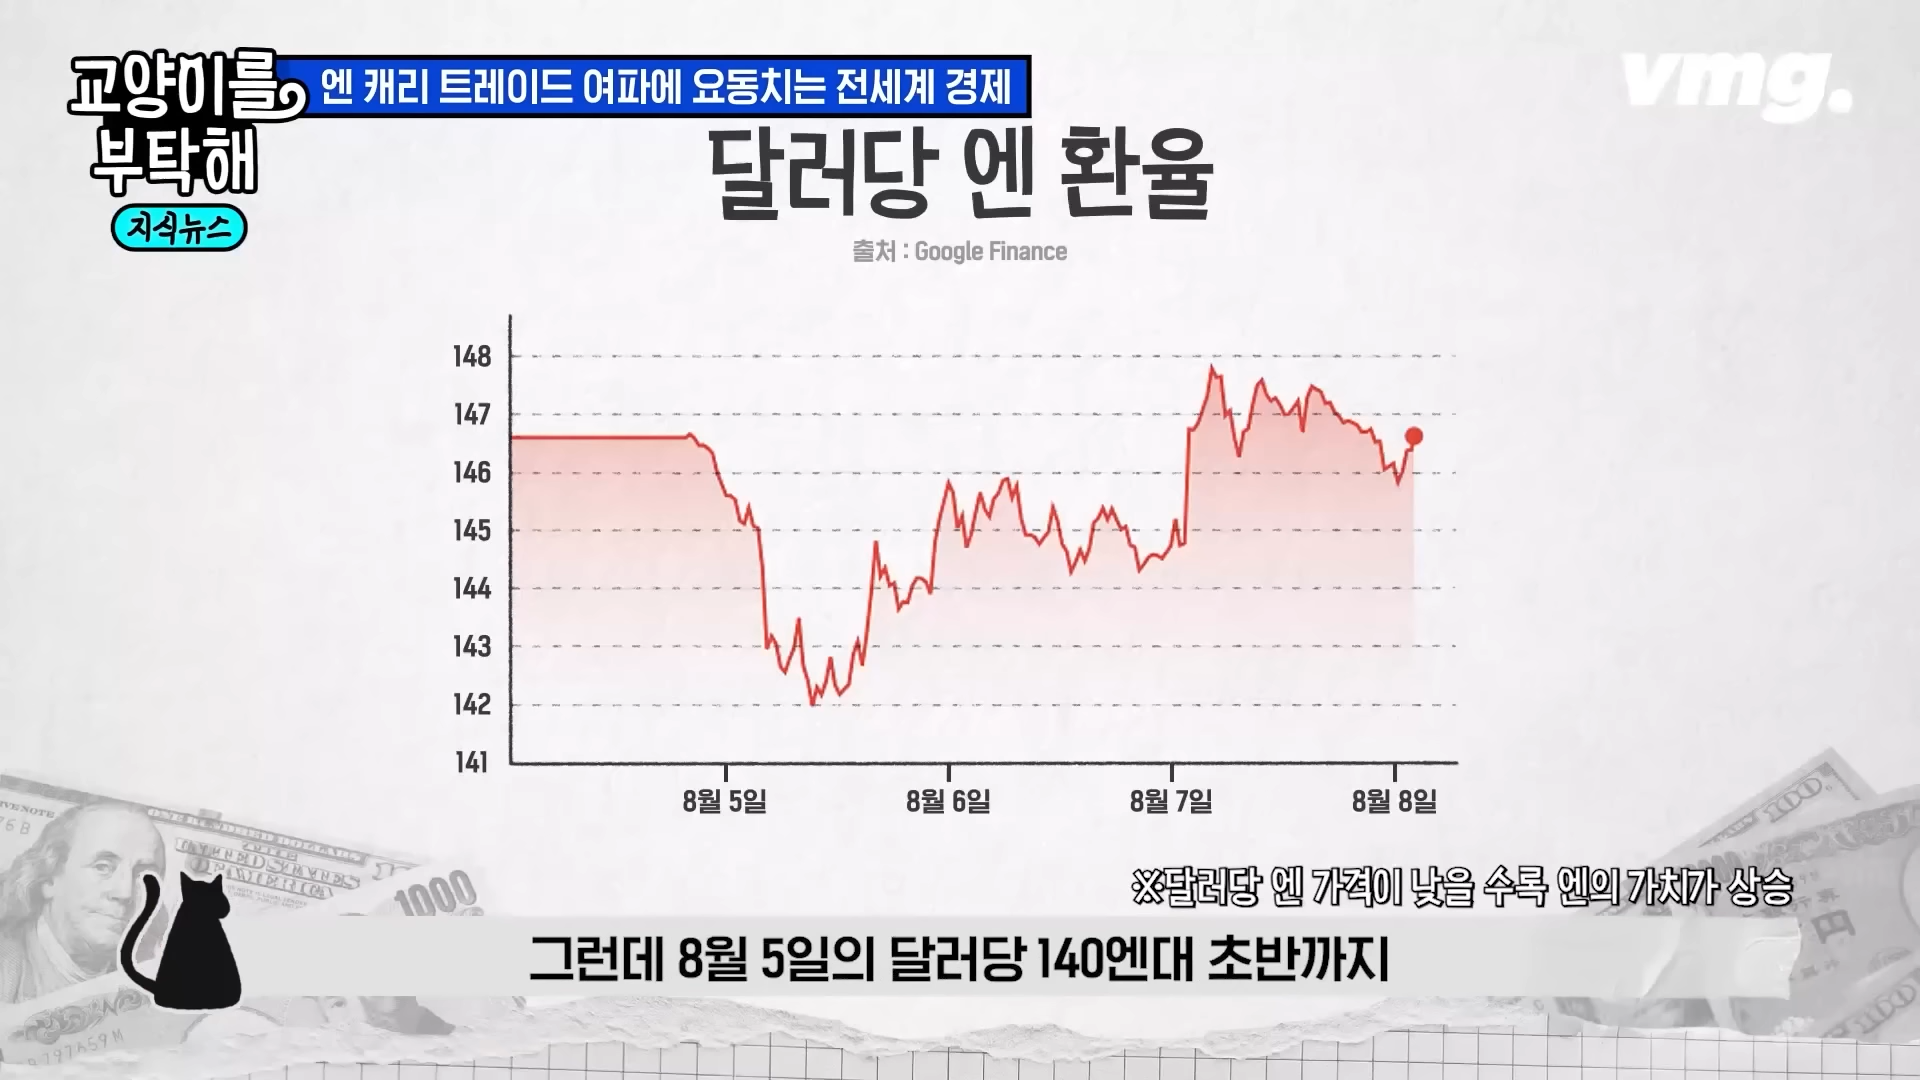 교양이를
부탁해
지식뉴스
엔 캐리 트레이드 여파에 요동치는 전세계 경제
vmg.
달러당 엔 환율
출처 : Google Finance
148
147
146
145
144
143
142
141
8월 5일
8월 6일
8월 7일
8월 8일
※달러당 엔 가격이 낮을 수록 엔의 가치가 상승
그런데 8월 5일의 달러당 140엔대 초반까지
1000
100